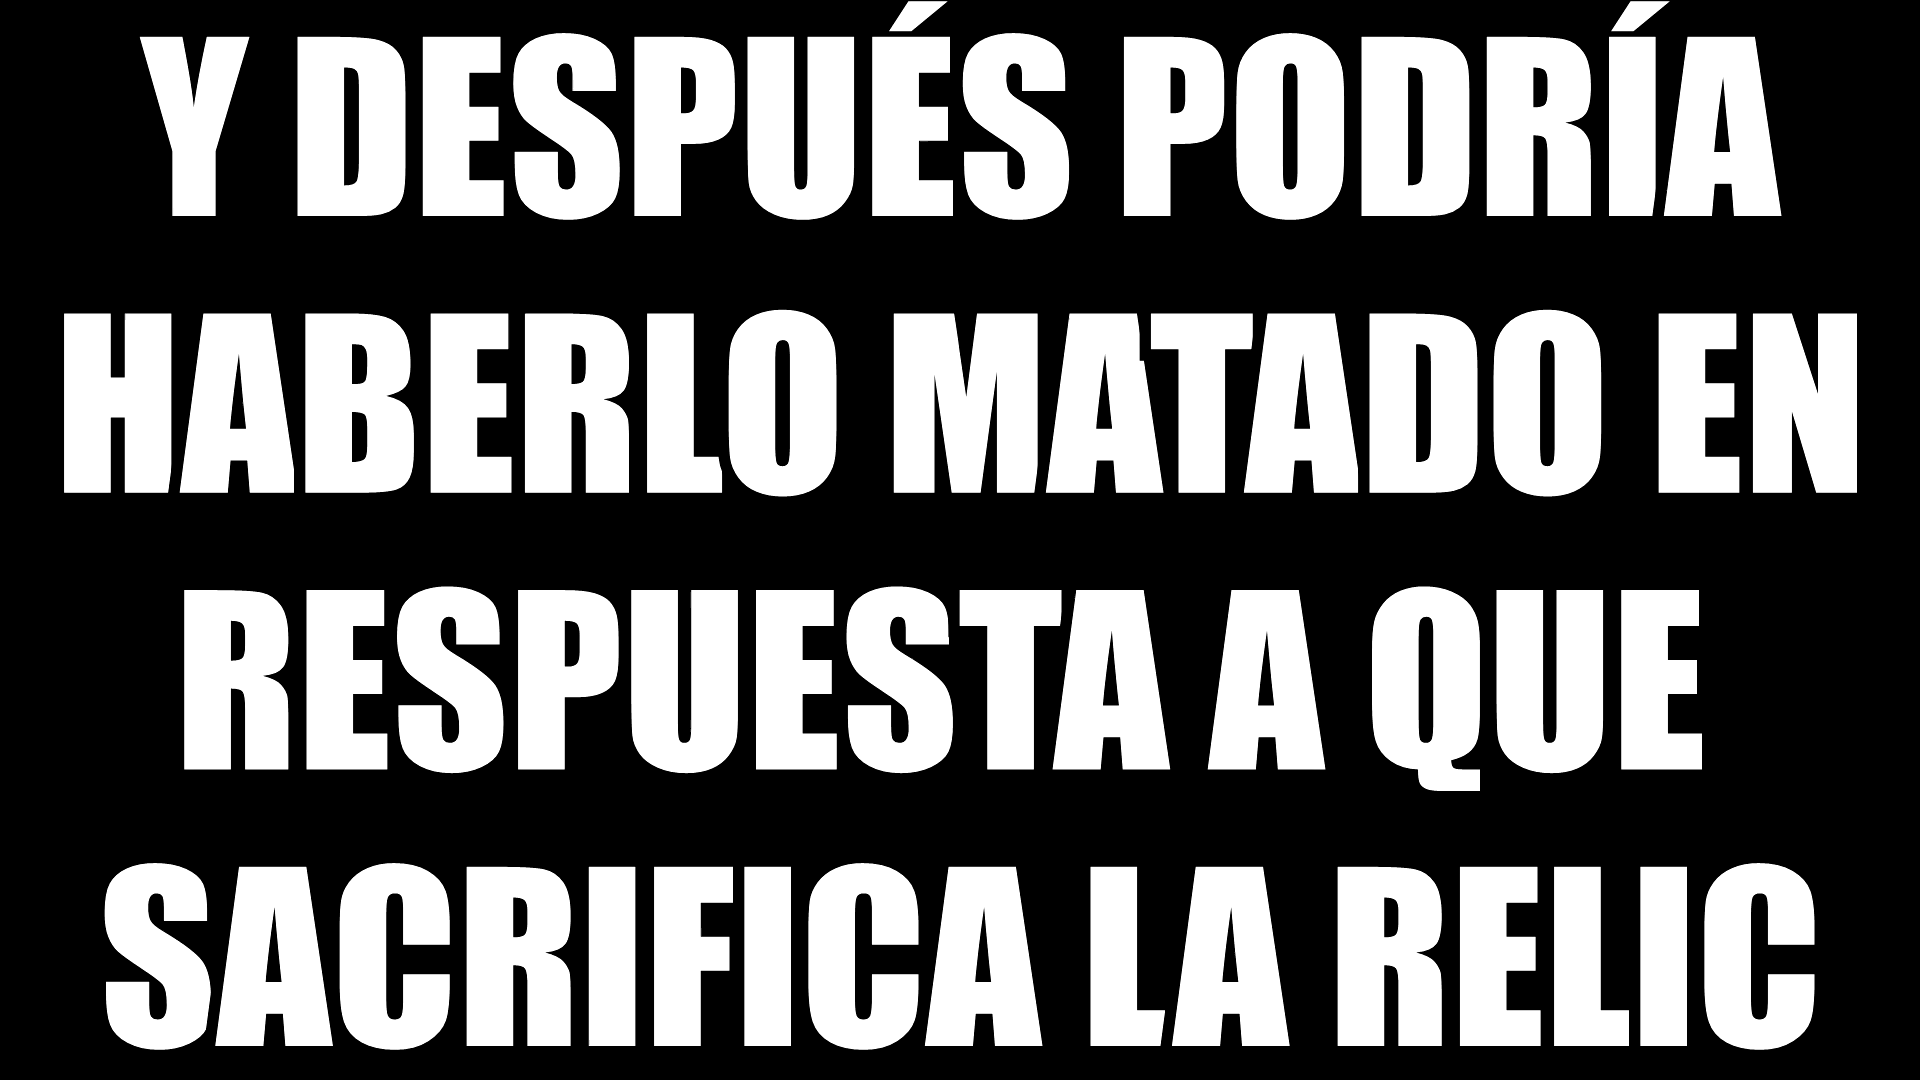 Y DESPUÉS PODRÍA
HABERLO MATADO EN
RESPUESTA A QUE
SACRIFICA LA RELIC